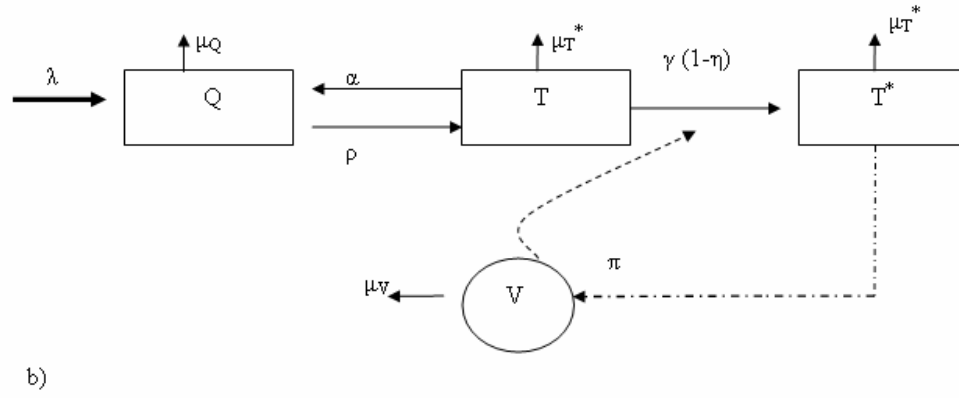 μQ μT* μT*
λ γ (1-η)
α
Q T T*
ρ
π
μV V
b)